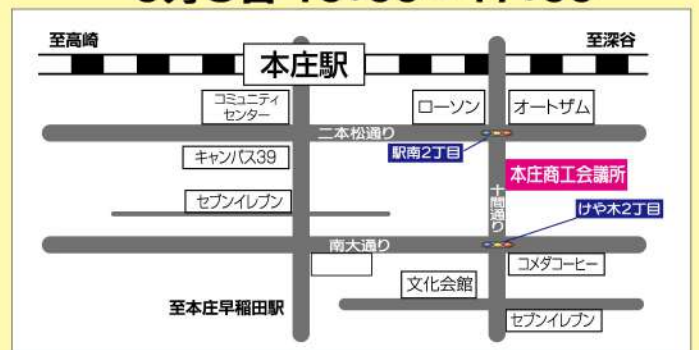 至高崎
至深谷
本庄駅
コミュニティ
センター
ローソン
オートザム
二本松通り
駅南2丁目
キャンパス39
本庄商工会議所
セブンイレブン
十間通り
けや木2丁目
南大通り
コメダコーヒー
文化会館
至本庄早稲田駅
セブンイレブン